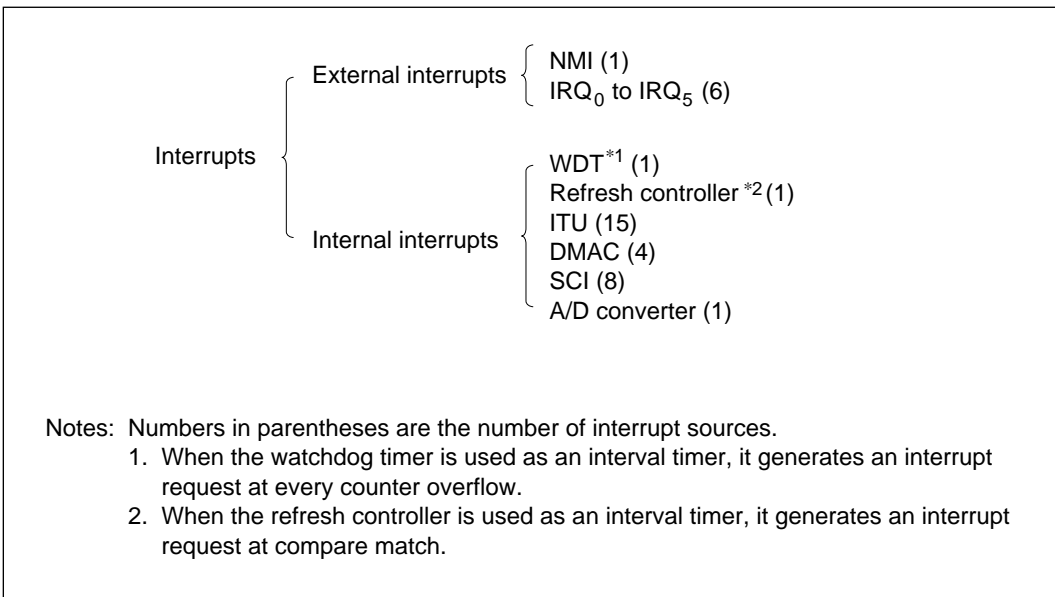 External interrupts
NMI (1)
IRQ0 to IRQ5 (6)
Interrupts
Internal interrupts
WDT*1 (1)
Refresh controller *2 (1)
ITU (15)
DMAC (4)
SCI (8)
A/D converter (1)
Notes: Numbers in parentheses are the number of interrupt sources.
1. When the watchdog timer is used as an interval timer, it generates an interrupt
request at every counter overflow.
2. When the refresh controller is used as an interval timer, it generates an interrupt
request at compare match.